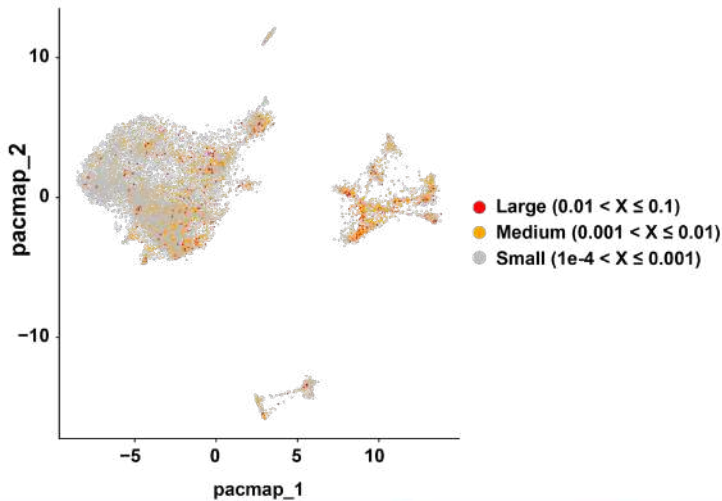 10
0
−10
pacmap_2
−5
0
5
10
pacmap_1
Large (0.01 < X ≤ 0.1)
Medium (0.001 < X ≤ 0.01)
Small (1e-4 < X ≤ 0.001)